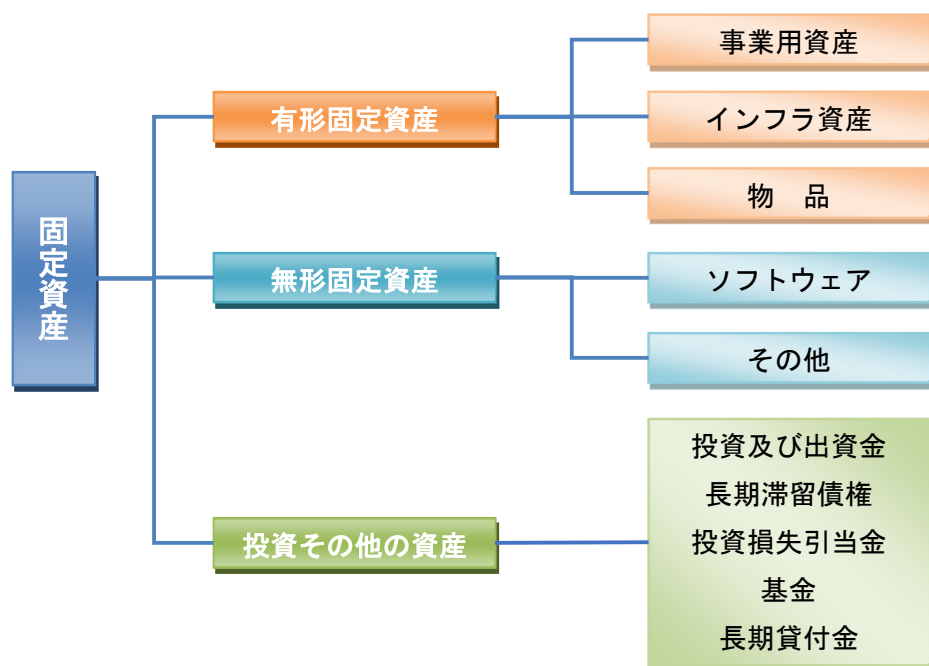 固定資産
有形固定資産
事業用資産
インフラ資産
物　品
無形固定資産
ソフトウェア
その他
投資その他の資産
投資及び出資金
長期滞留債権
投資損失引当金
基金
長期貸付金